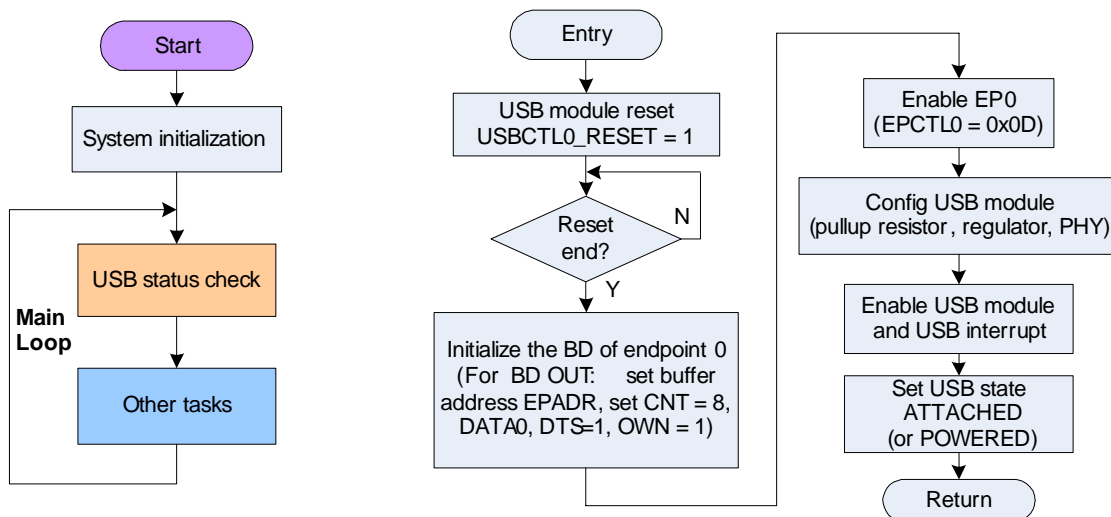 Start
System initialization
USB status check
Main
Loop
Other tasks
Entry
USB module reset
USBCTL0_RESET = 1
Reset
end?
N
Y
Initialize the BD of endpoint 0
(For BD OUT: set buffer
address EPADR, set CNT = 8,
DATA0, DTS=1, OWN = 1)
Enable EP0
(EPCTL0 = 0x0D)
Config USB module
(pullup resistor, regulator, PHY)
Enable USB module
and USB interrupt
Set USB state
ATTACHED
(or POWERED)
Return